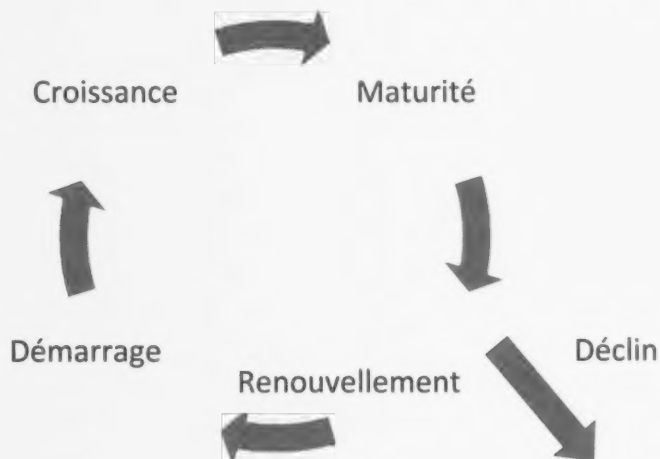 Croissance
Maturité
Démarrage
Déclin
Renouvellement